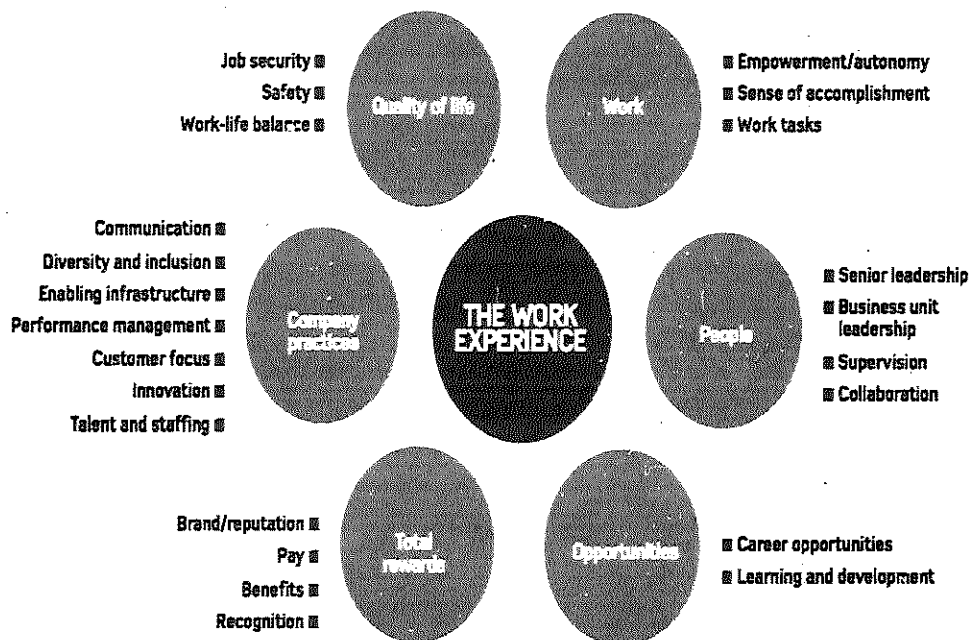 Job security
Safety
Work-life balance
Quality of life
Work
Empowerment/autonomy
Sense of accomplishment
Work tasks
Communication
Diversity and inclusion
Enabling infrastructure
Performance management
Customer focus
Innovation
Talent and staffing
Company
practices
THE WORK
EXPERIENCE
People
Senior leadership
Business unit
leadership
Supervision
Collaboration
Brand/reputation
Pay
Benefits
Recognition
Total
rewards
Opportunities
Career opportunities
Learning and development